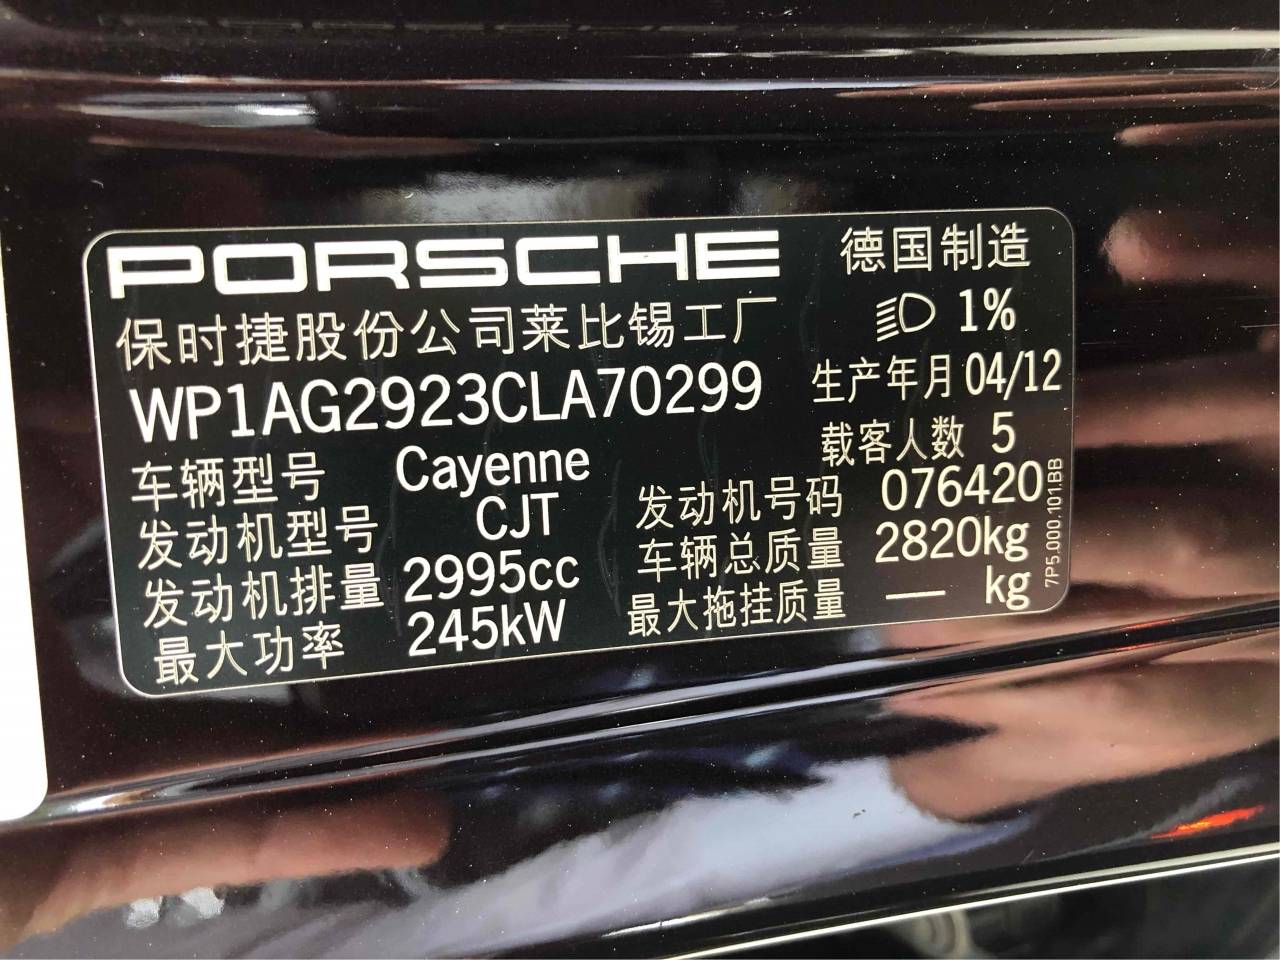 PORSCHE 德国制造
保时捷股份公司莱比锡工厂 1%
WP1AG2923CLA70299 生产年月 04/12
载客人数 5
车辆型号 Cayenne
发动机型号 CJT 发动机号码 076420
发动机排量 2995cc 车辆总质量 2820kg
最大功率 245kW 最大拖挂质量 — kg
7P5.000.101.BB